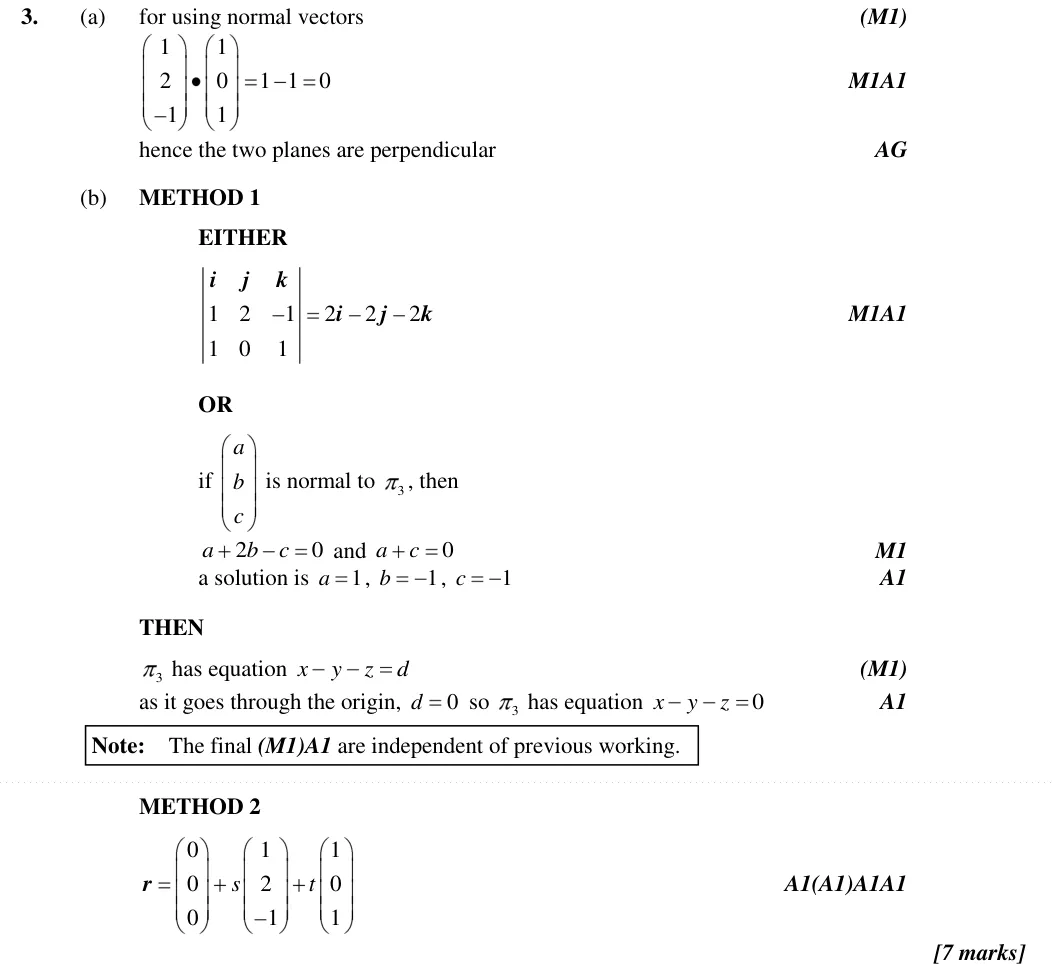 3. (a) for using normal vectors (M1)
( 1 2 −1 ) • ( 1 0 1 ) = 1 − 1 = 0 M1A1
hence the two planes are perpendicular AG
(b) METHOD 1
EITHER
| i j k |
| 1 2 −1 | = 2i − 2j − 2k M1A1
| 1 0 1 |
OR
if ( a b c ) is normal to π₃, then
a + 2b − c = 0 and a + c = 0 M1
a solution is a = 1, b = −1, c = −1 A1
THEN
π₃ has equation x − y − z = d (M1)
as it goes through the origin, d = 0 so π₃ has equation x − y − z = 0 A1
Note: The final (M1)A1 are independent of previous working.
METHOD 2
r = ( 0 0 0 ) + s ( 1 2 −1 ) + t ( 1 0 1 ) A1(A1)A1A1
[7 marks]